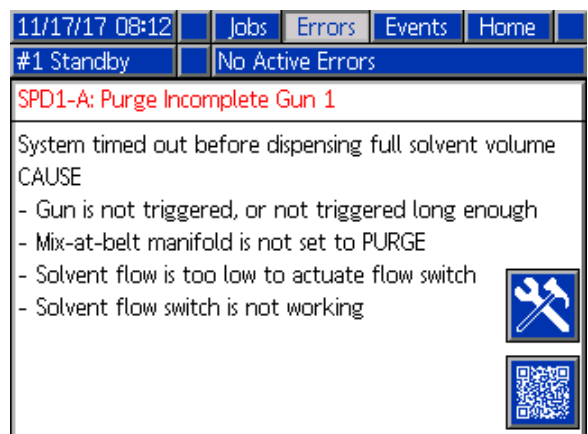 11/17/17 08:12 Jobs Errors Events Home
#1 Standby No Active Errors
SPD1-A: Purge Incomplete Gun 1
System timed out before dispensing full solvent volume
CAUSE
- Gun is not triggered, or not triggered long enough
- Mix-at-belt manifold is not set to PURGE
- Solvent flow is too low to actuate flow switch
- Solvent flow switch is not working